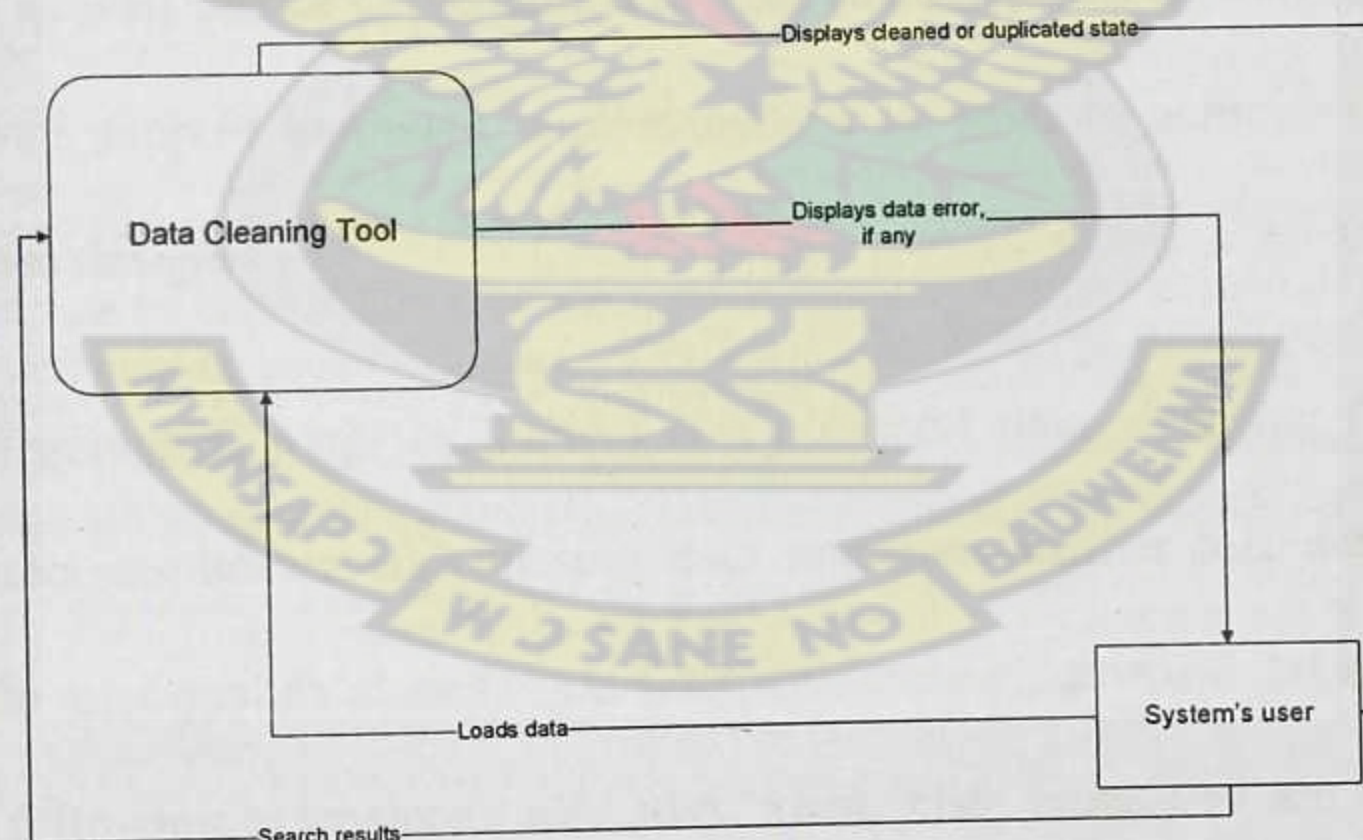 Displays cleaned or duplicated state
Data Cleaning Tool
Displays data error,
if any
NYANSAPƆ
WƆ SANE NO
BADWENMA
System's user
Loads data
Search results